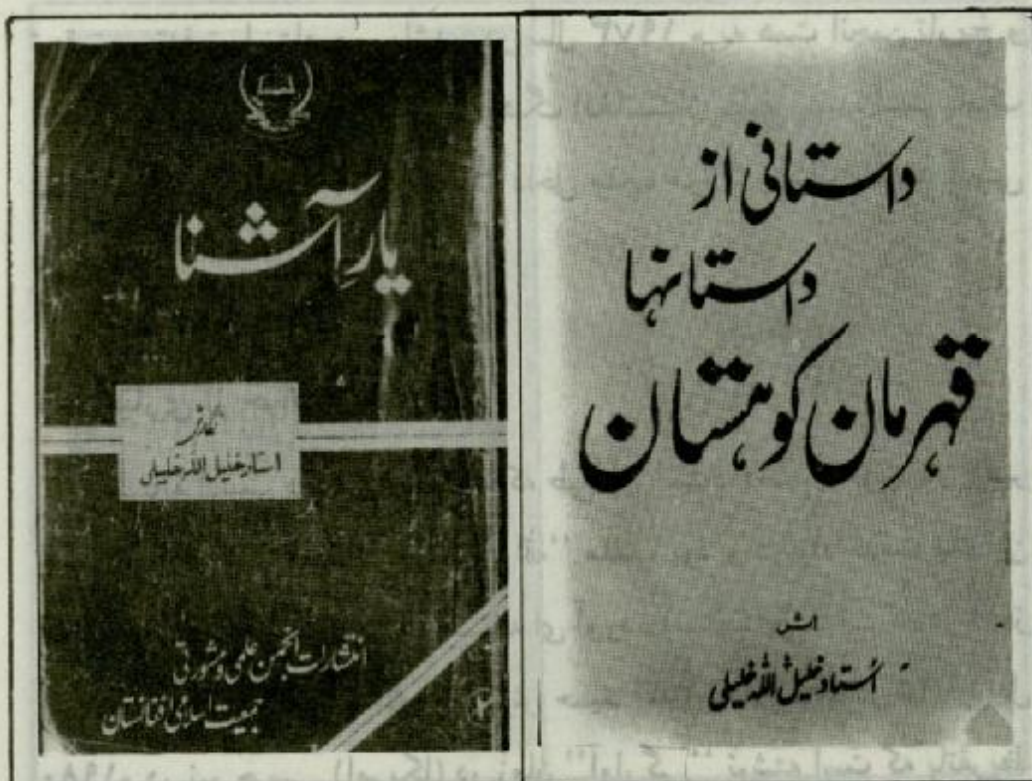 داستانی از
داستانها
قهرمان کوهستان
اثر
استاد خلیل الله خلیلی
یارِ آشنا
نگارش
استاد خلیل الله خلیلی
انتشارات انجمن علمی و مشورتی
جمعیت اسلامی افغانستان